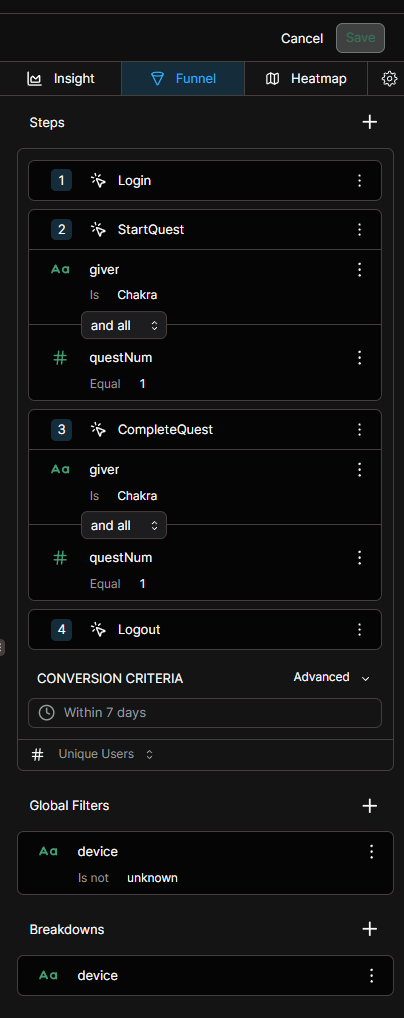 Cancel Save
Insight Funnel Heatmap
Steps +
1 Login
2 StartQuest
Aa giver
Is Chakra
and all
# questNum
Equal 1
3 CompleteQuest
Aa giver
Is Chakra
and all
# questNum
Equal 1
4 Logout
CONVERSION CRITERIA Advanced
Within 7 days
# Unique Users
Global Filters +
Aa device
Is not unknown
Breakdowns +
Aa device